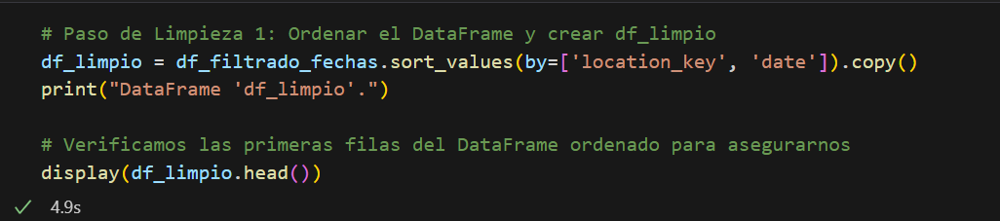 # Paso de Limpieza 1: Ordenar el DataFrame y crear df_limpio
df_limpio = df_filtrado_fechas.sort_values(by=['location_key', 'date']).copy()
print("DataFrame 'df_limpio'.")
# Verificamos las primeras filas del DataFrame ordenado para asegurarnos
display(df_limpio.head())
4.9s